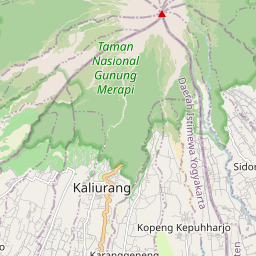 Taman
Nasional
Gunung
Merapi
Daerah Istimewa Yogyakarta
Kaliurang
Kopeng Kepuhharjo